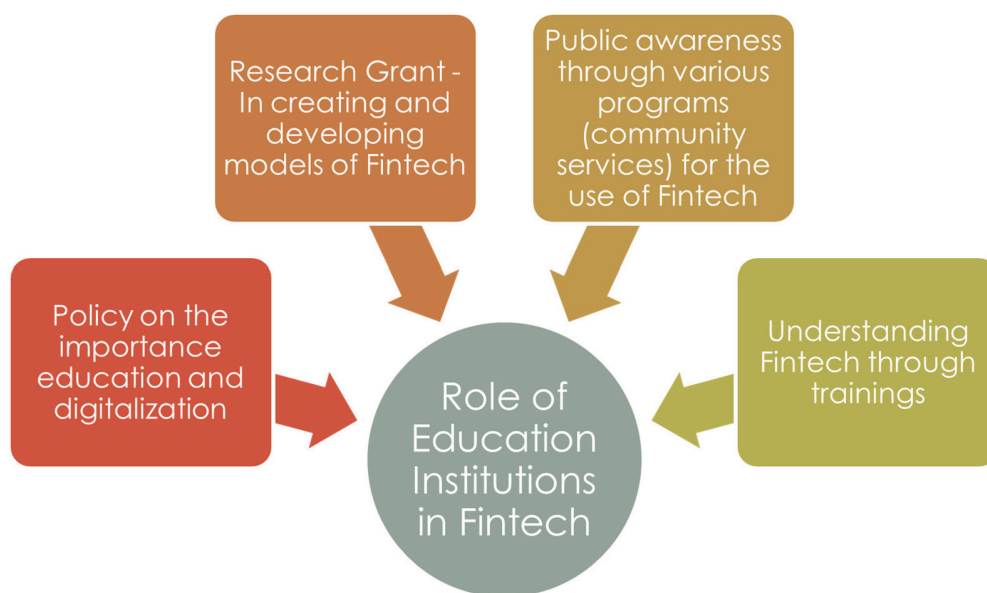 Research Grant -
In creating and
developing
models of Fintech
Public awareness
through various
programs
(community
services) for the
use of Fintech
Policy on the
importance
education and
digitalization
Understanding
Fintech through
trainings
Role of
Education
Institutions
in Fintech